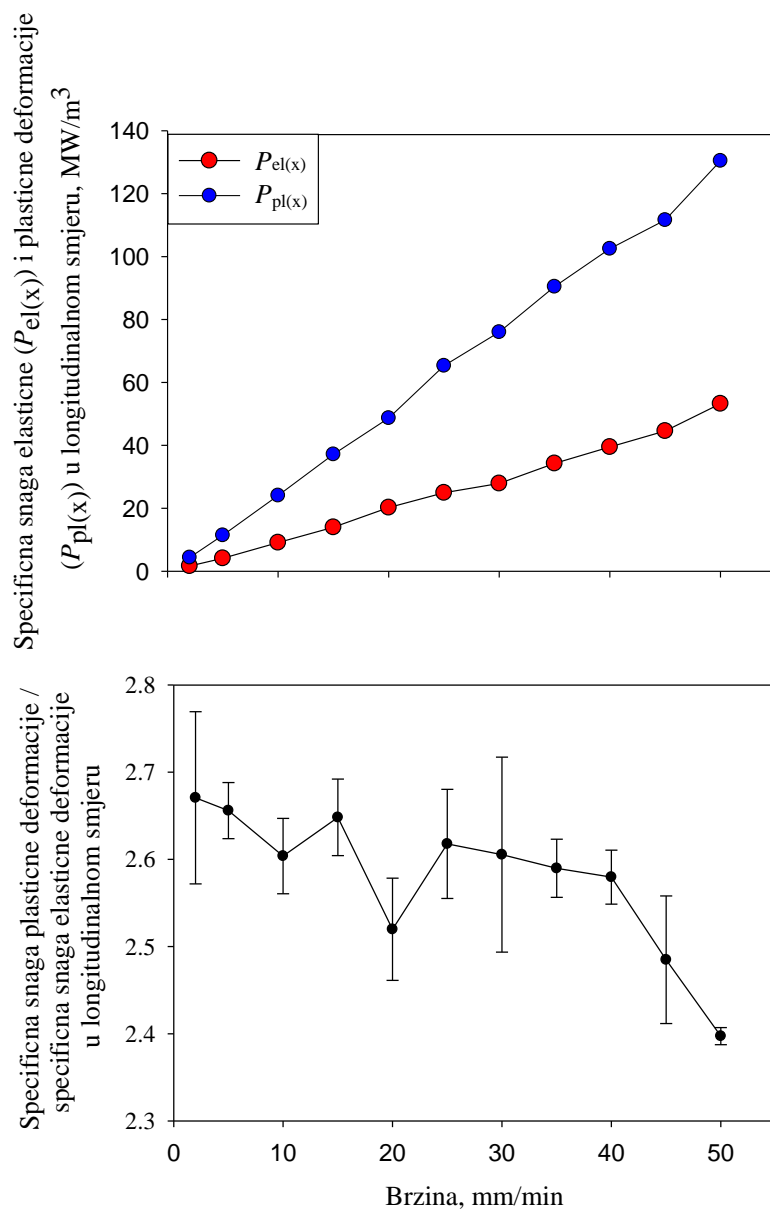 Specificna snaga elasticne (Pel(x)) i plasticne deformacije
(Ppl(x)) u longitudinalnom smjeru, MW/m3
140
120
100
80
60
40
20
0
Pel(x)
Ppl(x)
Specificna snaga plasticne deformacije /
specificna snaga elasticne deformacije
u longitudinalnom smjeru
2.8
2.7
2.6
2.5
2.4
2.3
0 10 20 30 40 50
Brzina, mm/min